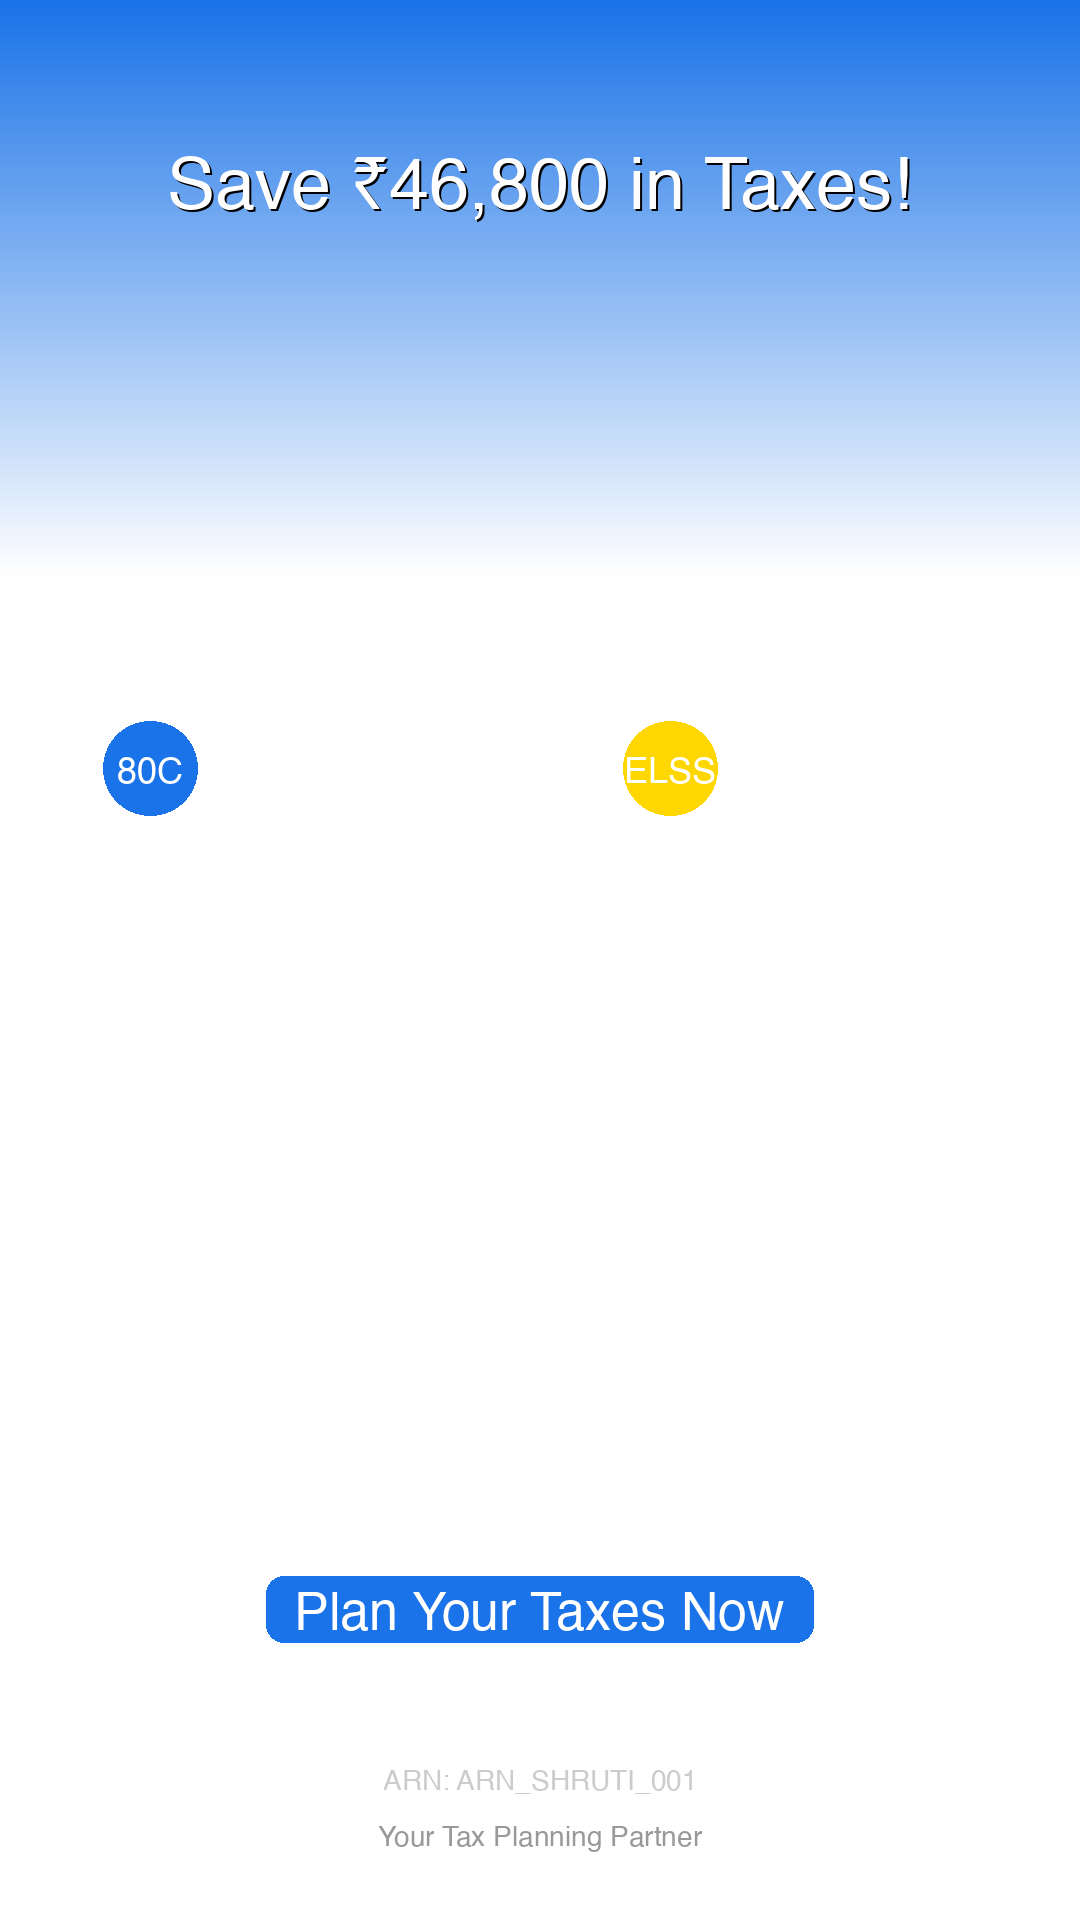 Save ₹46,800 in Taxes!
80C
ELSS
Plan Your Taxes Now
ARN: ARN_SHRUTI_001
Your Tax Planning Partner